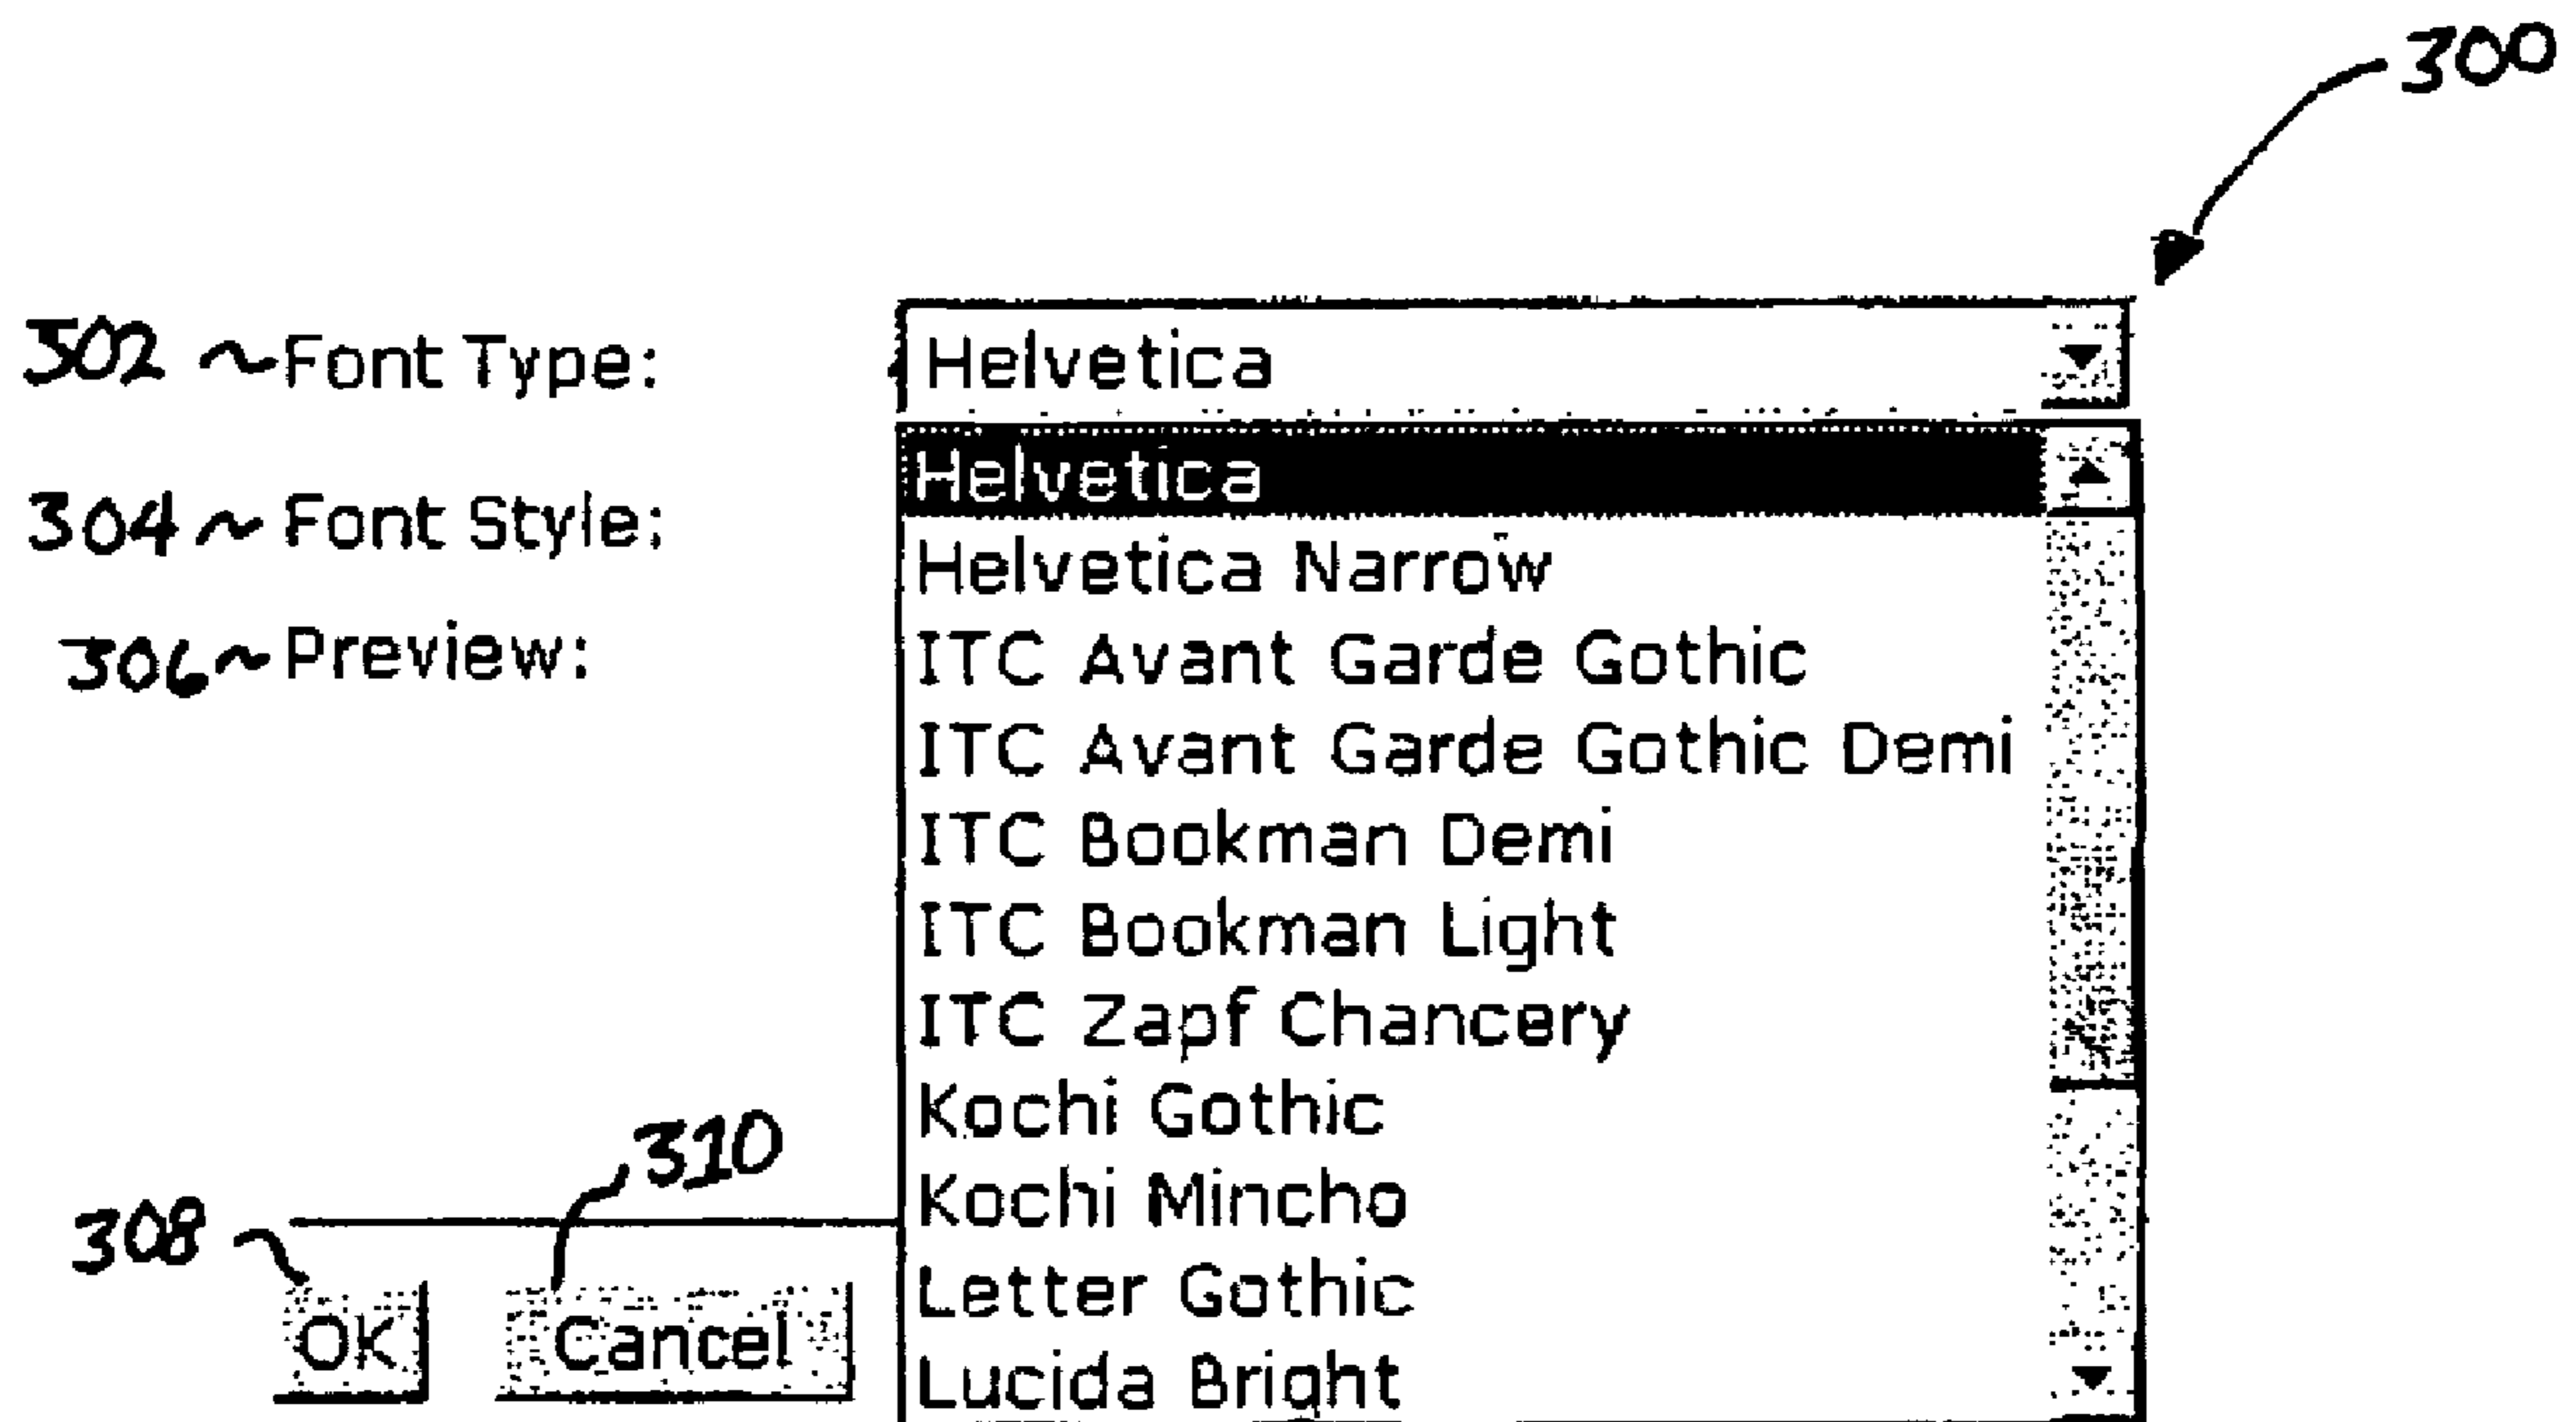 300
302 ~Font Type: Helvetica
Helvetica
304 ~ Font Style:
Helvetica Narrow
306~ Preview:
ITC Avant Garde Gothic
ITC Avant Garde Gothic Demi
ITC Bookman Demi
ITC Bookman Light
ITC Zapf Chancery
Kochi Gothic
310
Kochi Mincho
308
Letter Gothic
OK Cancel
Lucida Bright